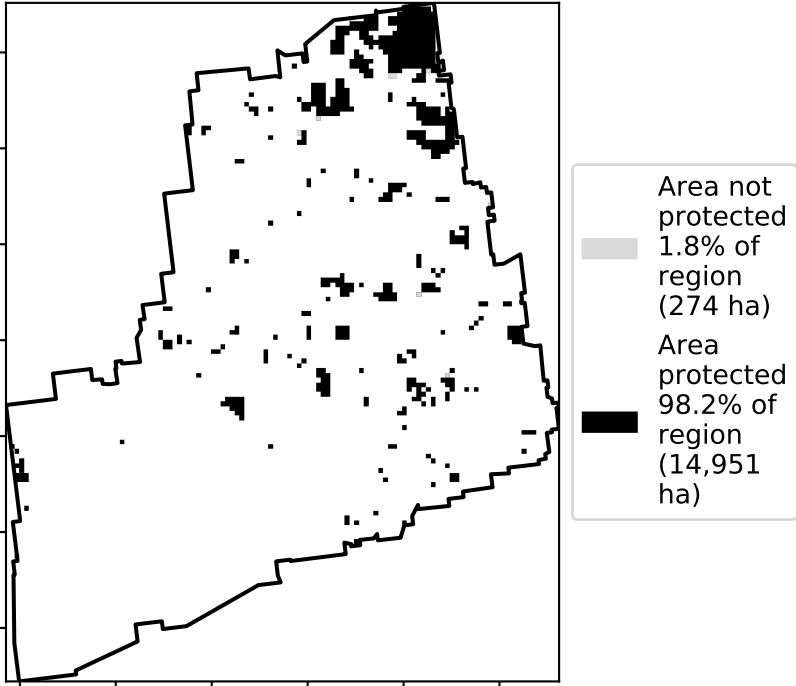 Area not
protected
1.8% of
region
(274 ha)
Area
protected
98.2% of
region
(14,951
ha)